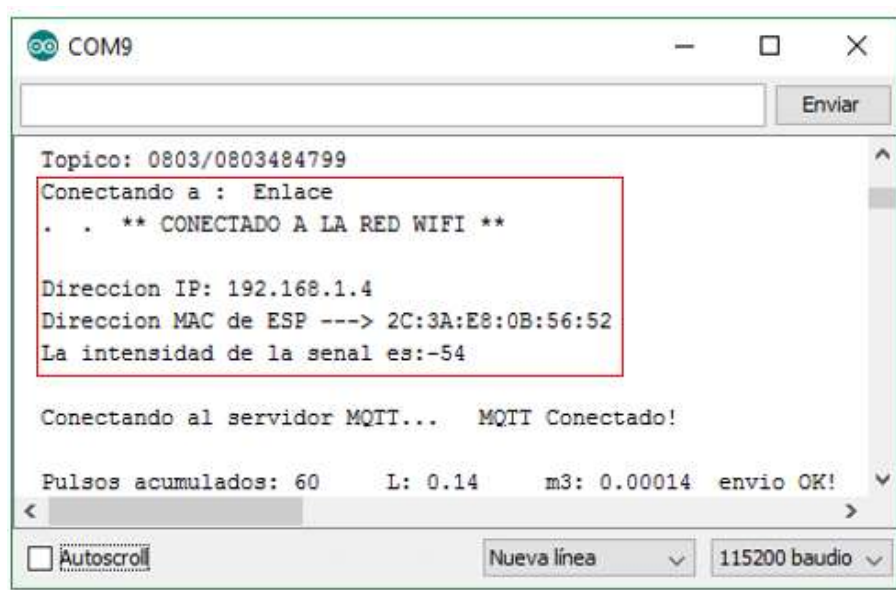 COM9
Enviar
Topico: 0803/0803484799
Conectando a :  Enlace
.  .  ** CONECTADO A LA RED WIFI **
Direccion IP: 192.168.1.4
Direccion MAC de ESP ---> 2C:3A:E8:0B:56:52
La intensidad de la senal es:-54
Conectando al servidor MQTT...   MQTT Conectado!
Pulsos acumulados: 60    L: 0.14    m3: 0.00014  envio OK!
Autoscroll
Nueva línea
115200 baudio